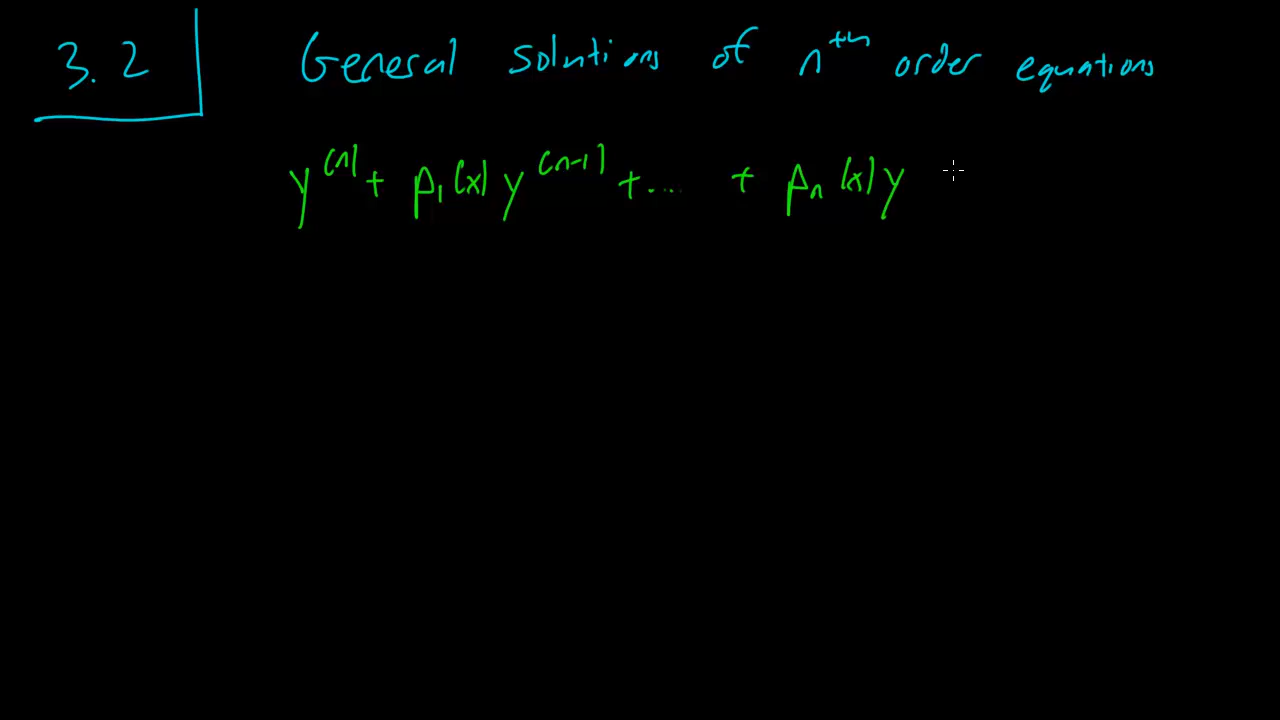 3.2 General solutions of nᵗʰ order equations
y⁽ⁿ⁾ + p₁(x) y⁽ⁿ⁻¹⁾ + .... + pₙ(x) y